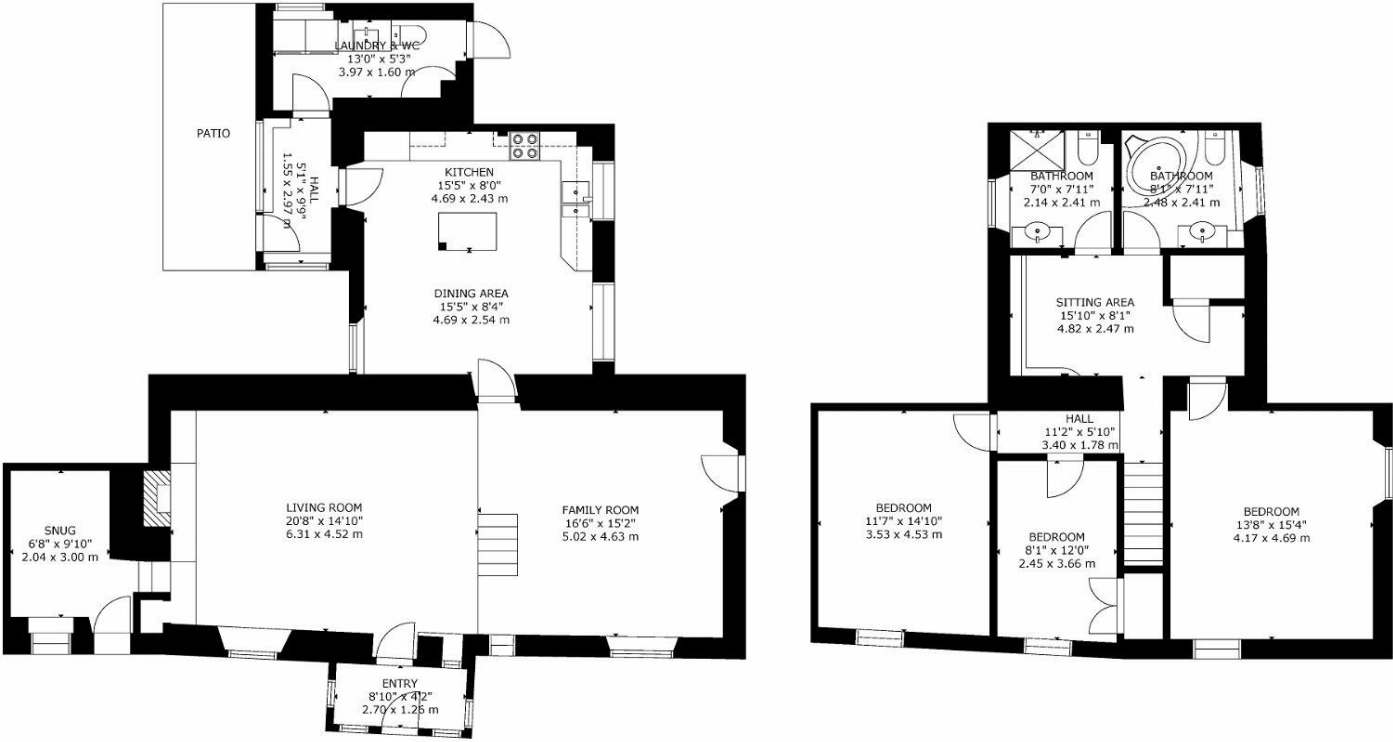 LAUNDRY & WC
13'0" x 5'3"
3.97 x 1.60 m
PATIO
HALL
5'1" x 9'9"
1.55 x 2.97 m
KITCHEN
15'5" x 8'0"
4.69 x 2.43 m
DINING AREA
15'5" x 8'4"
4.69 x 2.54 m
SNUG
6'8" x 9'10"
2.04 x 3.00 m
LIVING ROOM
20'8" x 14'10"
6.31 x 4.52 m
FAMILY ROOM
16'6" x 15'2"
5.02 x 4.63 m
ENTRY
8'10" x 4'2"
2.70 x 1.26 m
BATHROOM
7'0" x 7'11"
2.14 x 2.41 m
BATHROOM
8'1" x 7'11"
2.48 x 2.41 m
SITTING AREA
15'10" x 8'1"
4.82 x 2.47 m
HALL
11'2" x 5'10"
3.40 x 1.78 m
BEDROOM
11'7" x 14'10"
3.53 x 4.53 m
BEDROOM
8'1" x 12'0"
2.45 x 3.66 m
BEDROOM
13'8" x 15'4"
4.17 x 4.69 m